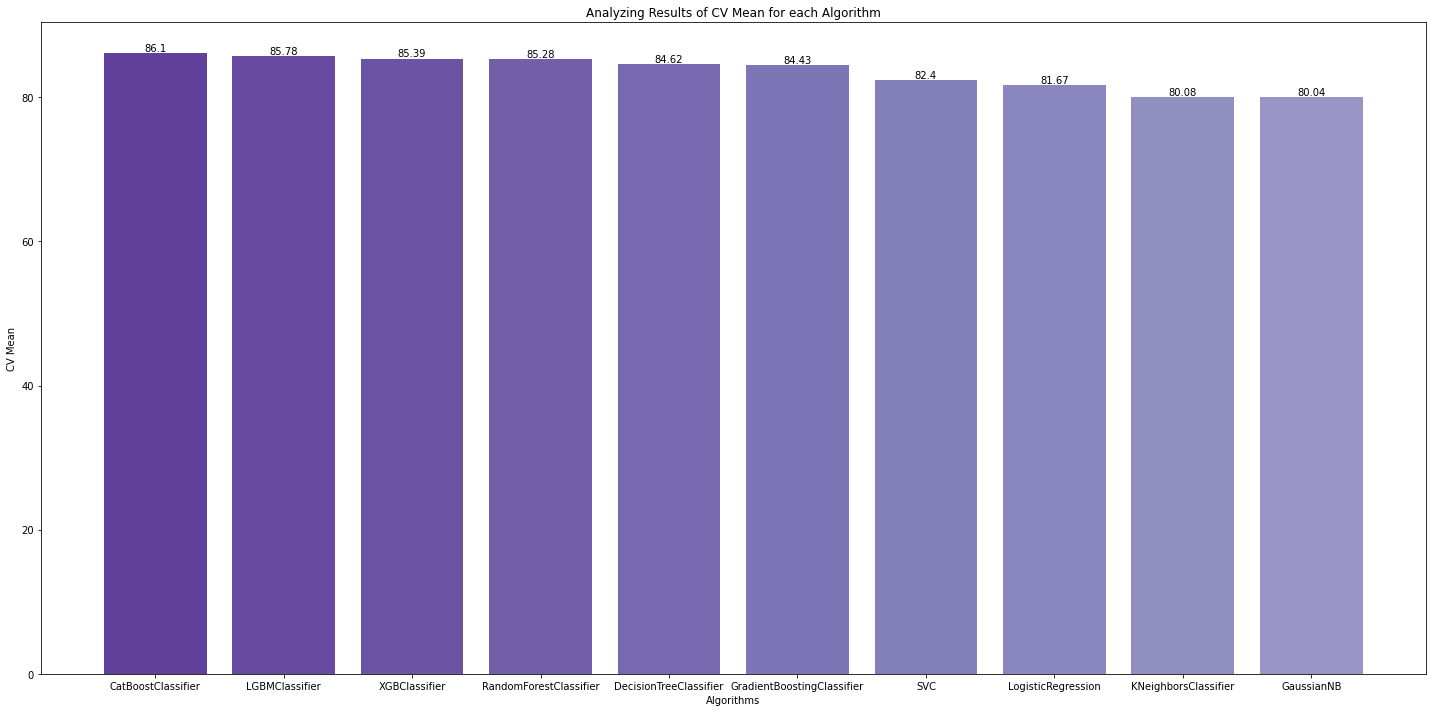 Analyzing Results of CV Mean for each Algorithm
86.1
85.78
85.39
85.28
84.62
84.43
82.4
81.67
80.08
80.04
80
60
40
20
0
CV Mean
CatBoostClassifier
LGBMClassifier
XGBClassifier
RandomForestClassifier
DecisionTreeClassifier
GradientBoostingClassifier
SVC
LogisticRegression
KNeighborsClassifier
GaussianNB
Algorithms